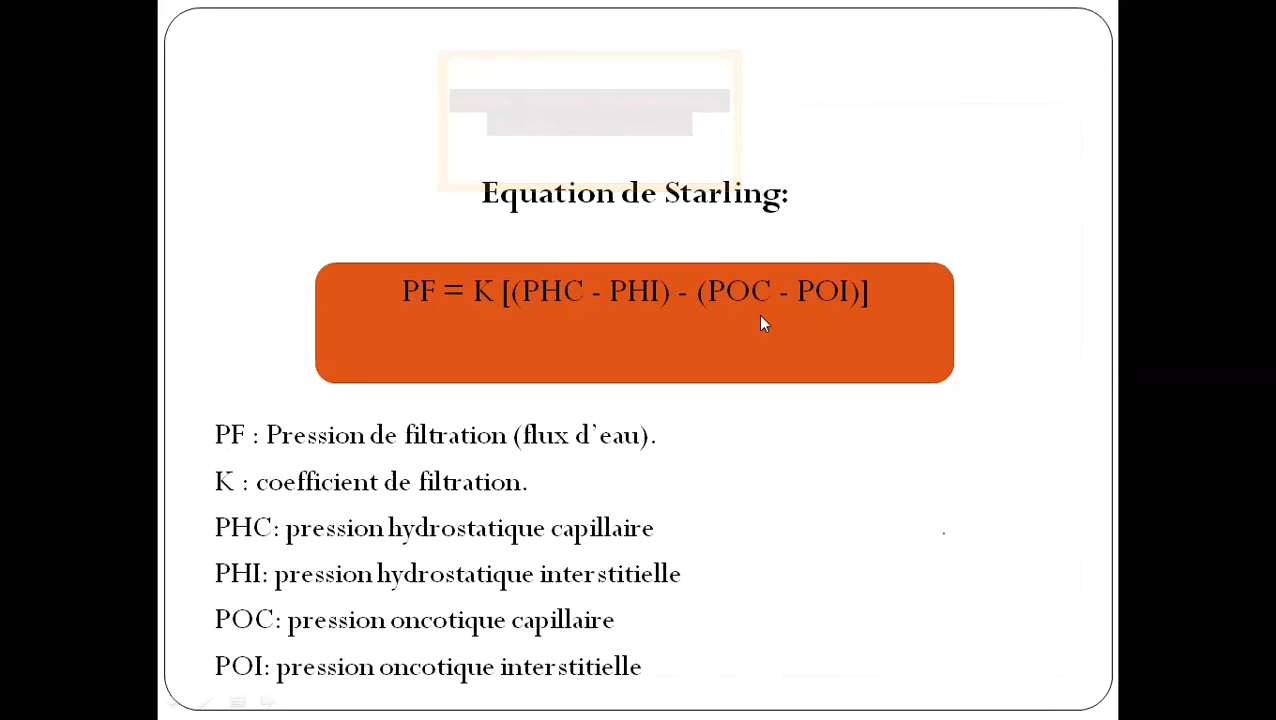 Equation de Starling:
PF = K [(PHC - PHI) - (POC - POI)]
PF : Pression de filtration (flux d’eau).
K : coefficient de filtration.
PHC: pression hydrostatique capillaire
PHI: pression hydrostatique interstitielle
POC: pression oncotique capillaire
POI: pression oncotique interstitielle